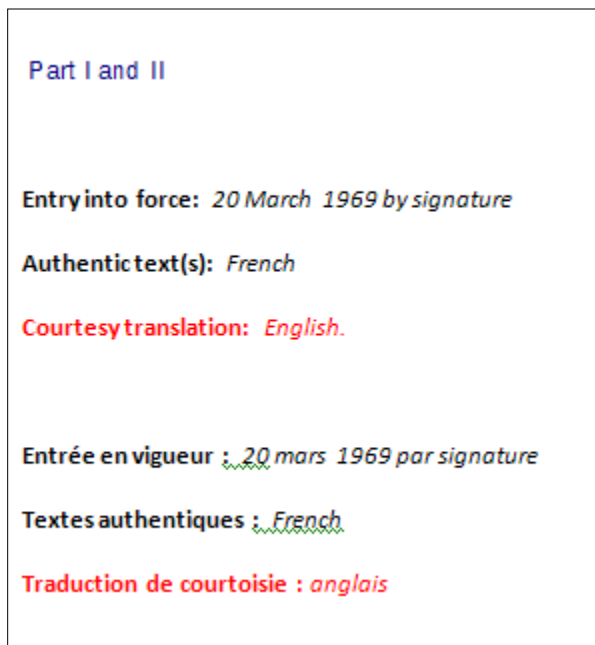 Part I and II
Entry into force: 20 March 1969 by signature
Authentic text(s): French
Courtesy translation: English.
Entrée en vigueur : 20 mars 1969 par signature
Textes authentiques : French
Traduction de courtoisie : anglais